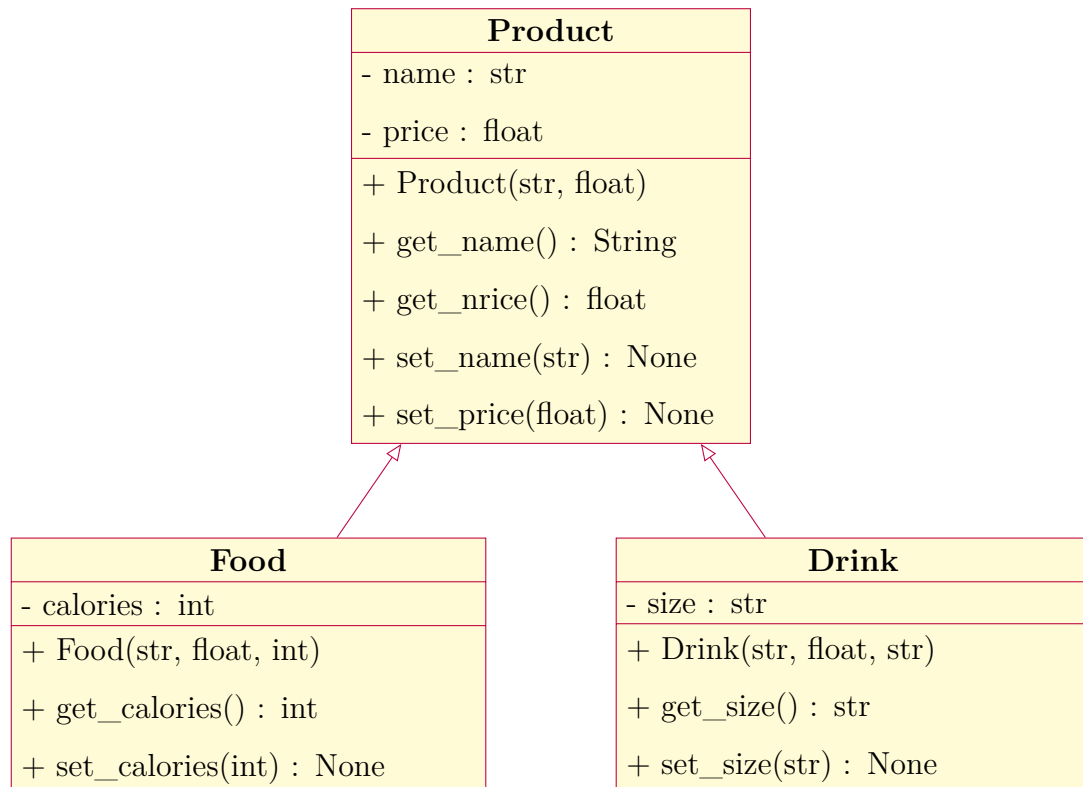 Product
- name : str
- price : float
+ Product(str, float)
+ get_name() : String
+ get_nrice() : float
+ set_name(str) : None
+ set_price(float) : None
Food
- calories : int
+ Food(str, float, int)
+ get_calories() : int
+ set_calories(int) : None
Drink
- size : str
+ Drink(str, float, str)
+ get_size() : str
+ set_size(str) : None